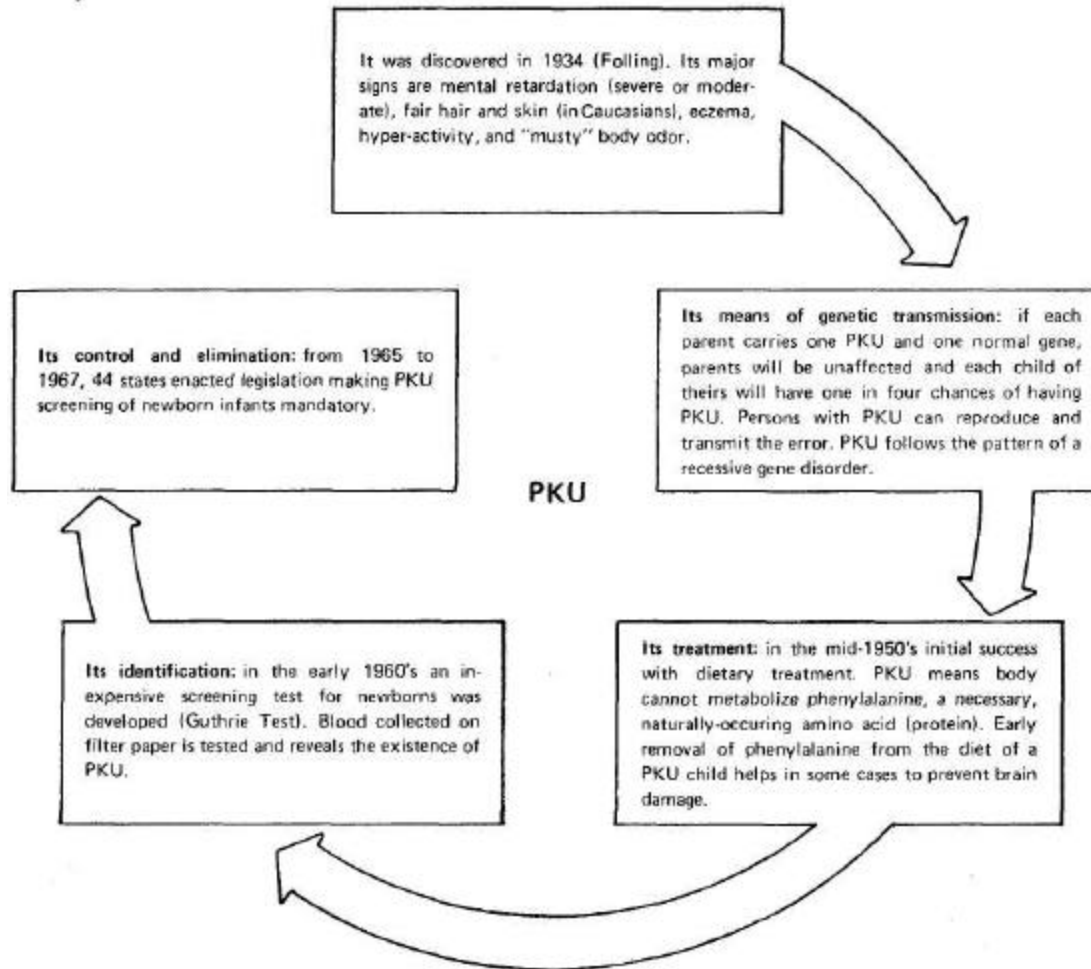 It was discovered in 1934 (Folling). Its major
signs are mental retardation (severe or moder-
ate), fair hair and skin (in Caucasians), eczema,
hyper-activity, and "musty" body odor.
Its means of genetic transmission: if each
parent carries one PKU and one normal gene,
parents will be unaffected and each child of
theirs will have one in four chances of having
PKU. Persons with PKU can reproduce and
transmit the error. PKU follows the pattern of a
recessive gene disorder.
Its treatment: in the mid-1950's initial success
with dietary treatment. PKU means body
cannot metabolize phenylalanine, a necessary,
naturally-occuring amino acid (protein). Early
removal of phenylalanine from the diet of a
PKU child helps in some cases to prevent brain
damage.
Its identification: in the early 1960's an in-
expensive screening test for newborns was
developed (Guthrie Test). Blood collected on
filter paper is tested and reveals the existence of
PKU.
Its control and elimination: from 1965 to
1967, 44 states enacted legislation making PKU
screening of newborn infants mandatory.
PKU